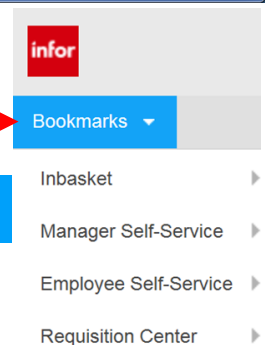 infor
Bookmarks
Inbasket
Manager Self-Service
Employee Self-Service
Requisition Center